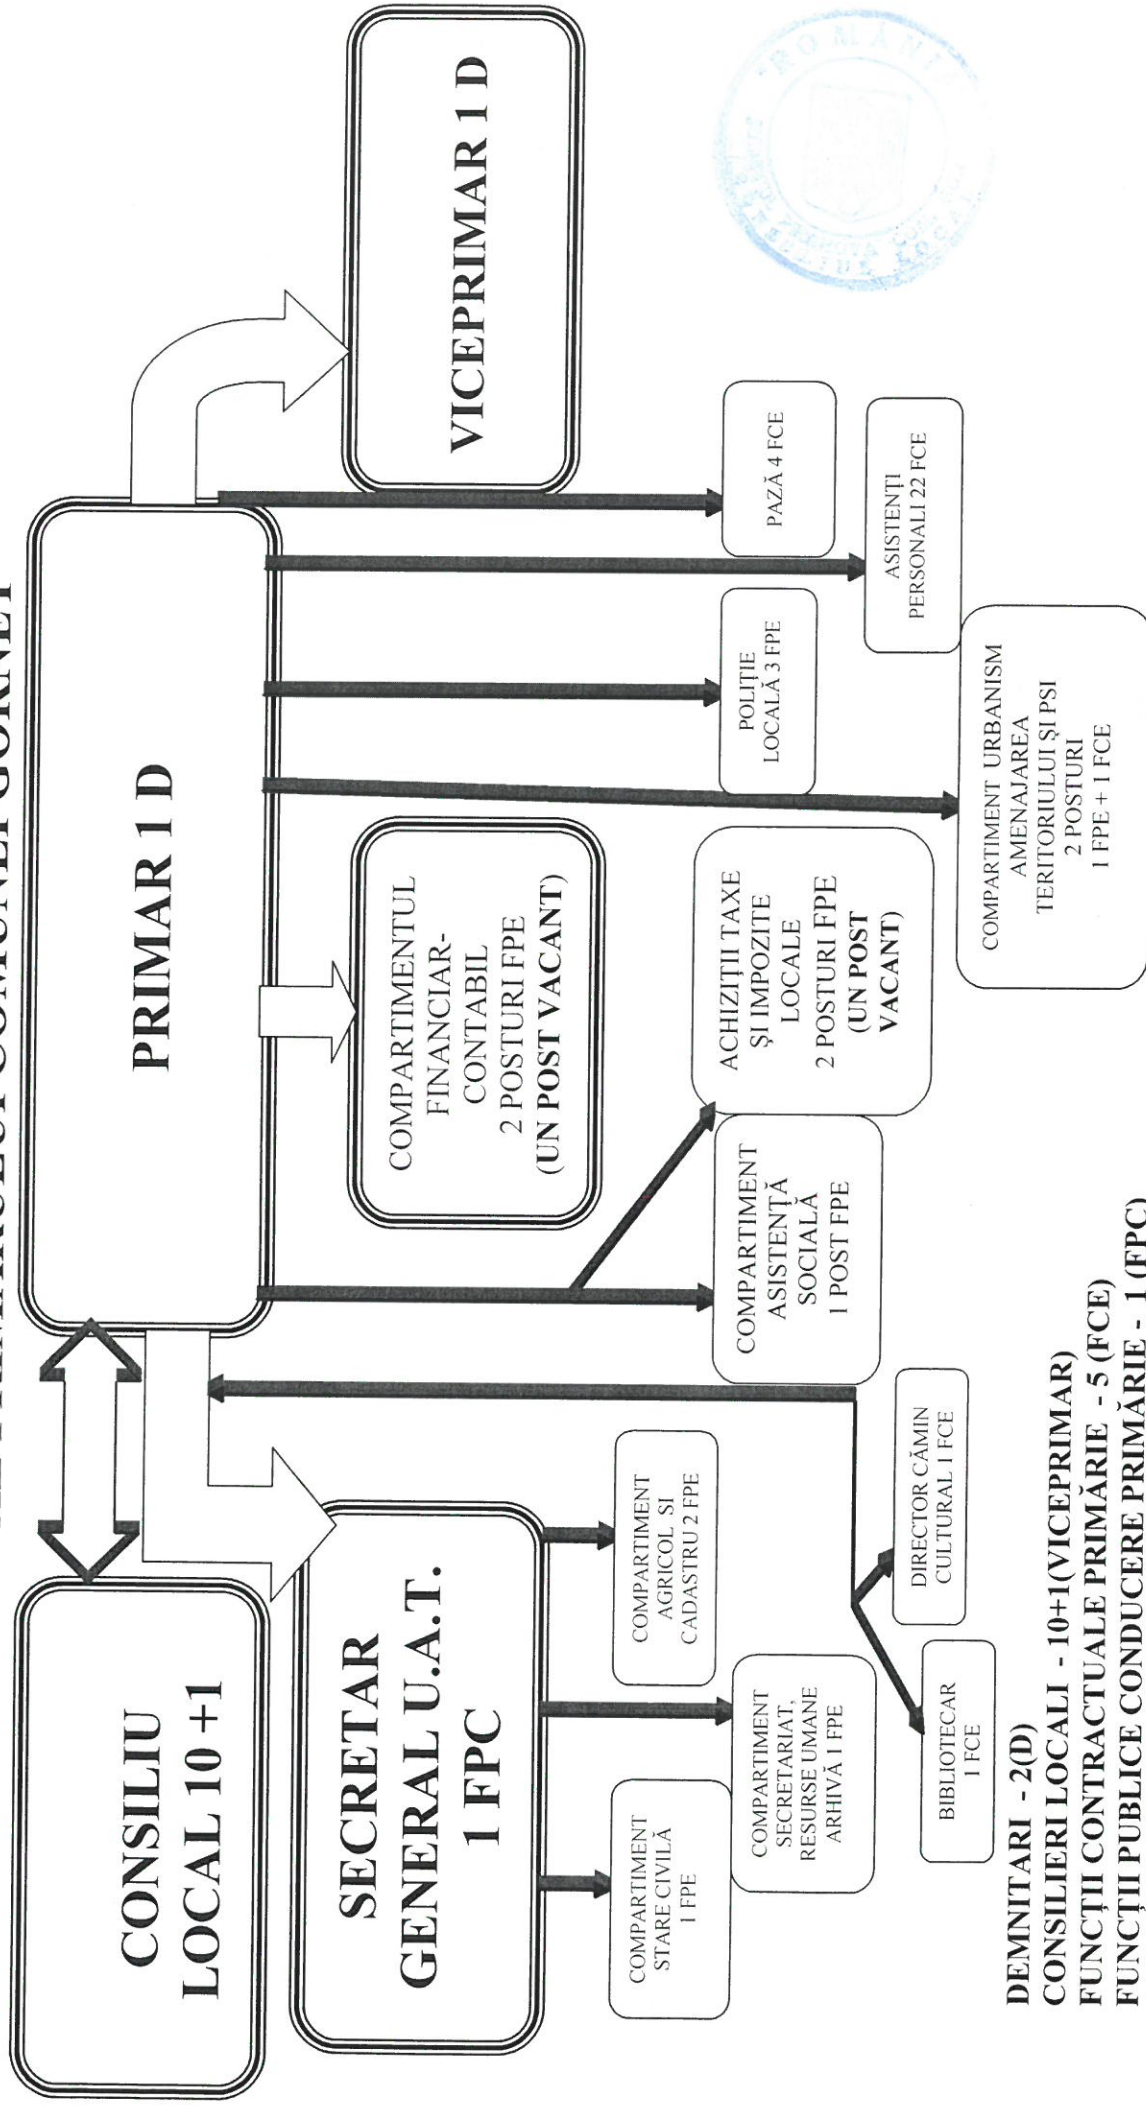 CONSILIU
LOCAL 10 +1
PRIMAR 1 D
VICEPRIMAR 1 D
SECRETAR
GENERAL U.A.T.
1 FPC
COMPARTIMENTUL
FINANCIAR-
CONTABIL
2 POSTURI FPE
(UN POST VACANT)
COMPARTIMENT
STARE CIVILĂ
1 FPE
COMPARTIMENT
SECRETARIAT,
RESURSE UMANE
ARHIVĂ 1 FPE
COMPARTIMENT
AGRICOL SI
CADASTRU 2 FPE
COMPARTIMENT
ASISTENȚĂ
SOCIALĂ
1 POST FPE
ACHIZIȚII TAXE
ȘI IMPOZITE
LOCALE
2 POSTURI FPE
(UN POST
VACANT)
POLIȚIE
LOCALĂ 3 FPE
PAZĂ 4 FCE
ASISTENȚI
PERSONALI 22 FCE
COMPARTIMENT URBANISM
AMENAJAREA
TERITORIULUI ȘI PSI
2 POSTURI
1 FPE + 1 FCE
BIBLIOTECAR
1 FCE
DIRECTOR CĂMIN
CULTURAL 1 FCE
DEMNITARI - 2(D)
CONSILIERI LOCALI - 10+1(VICEPRIMAR)
FUNCȚII CONTRACTUALE PRIMĂRIE - 5 (FCE)
FUNCȚII PUBLICE CONDUCERE PRIMĂRIE - 1 (FPC)
ROMÂNIA